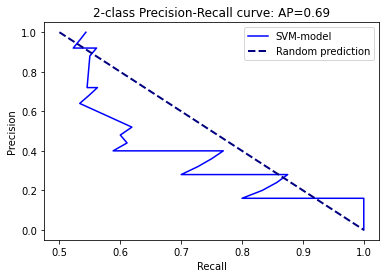 2-class Precision-Recall curve: AP=0.69
SVM-model
Random prediction
Precision
1.0
0.8
0.6
0.4
0.2
0.0
0.5 0.6 0.7 0.8 0.9 1.0
Recall